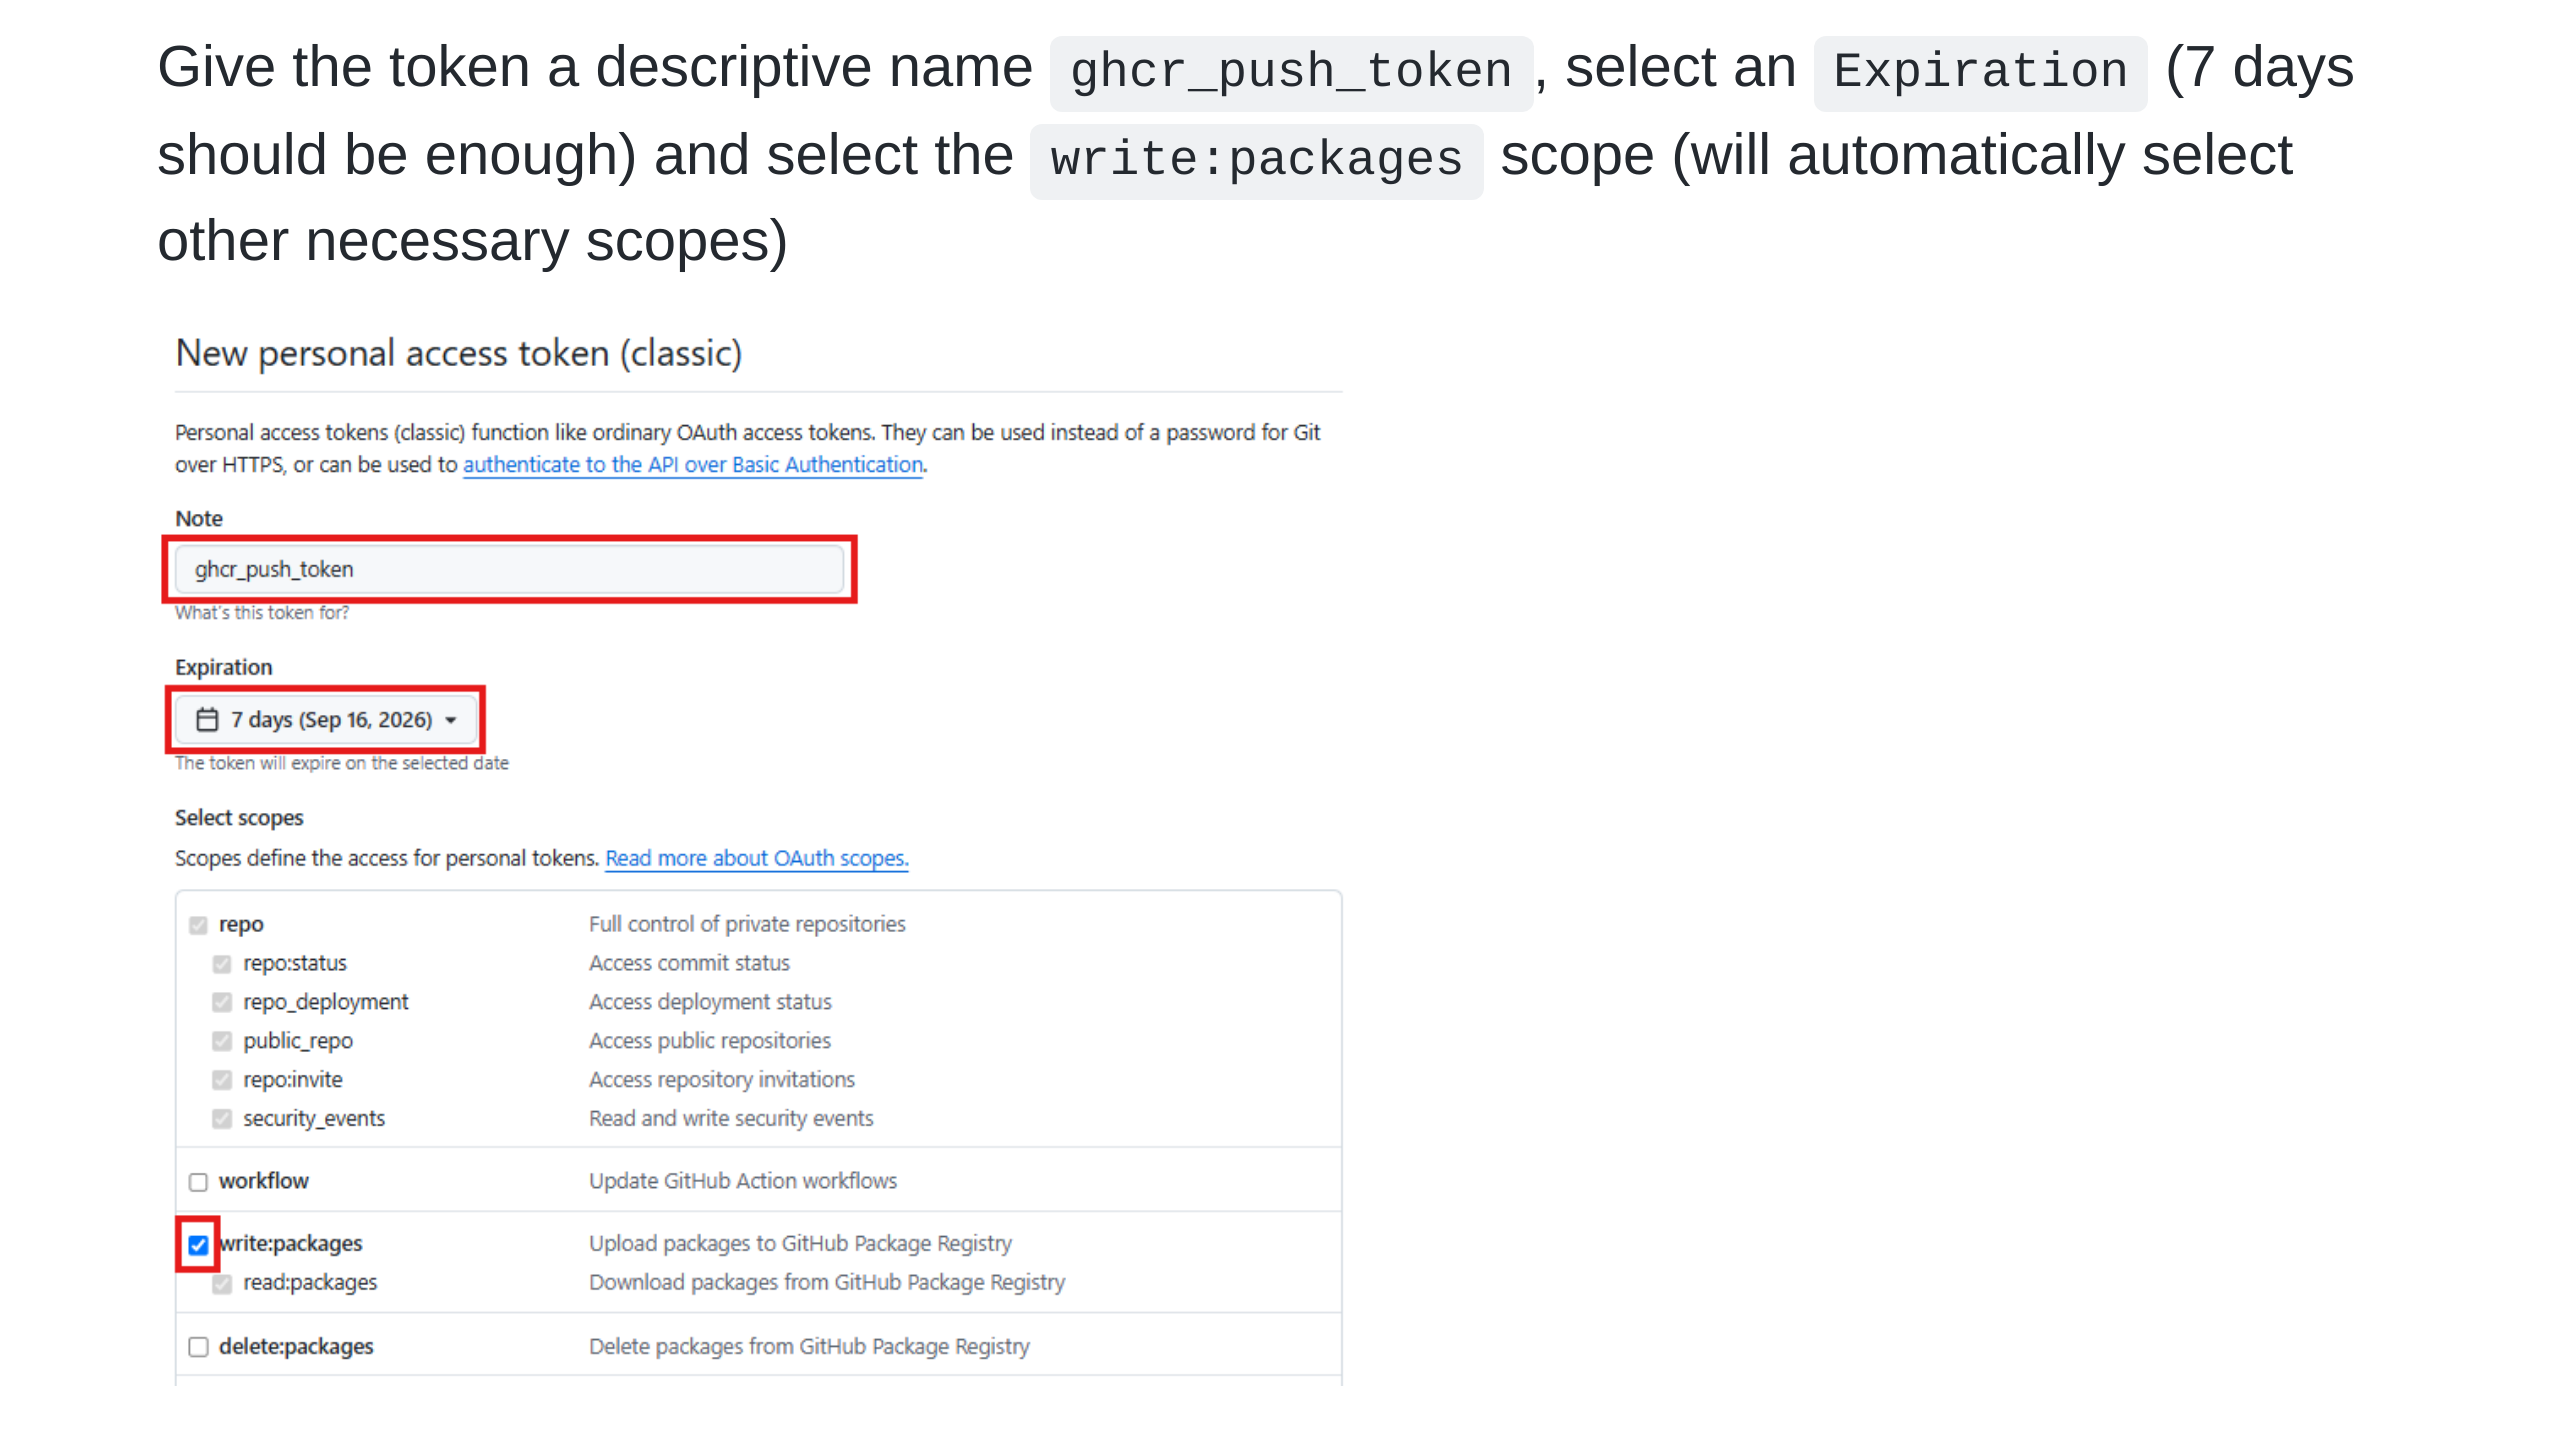 Give the token a descriptive name ghcr_push_token, select an Expiration (7 days
should be enough) and select the write:packages scope (will automatically select
other necessary scopes)
New personal access token (classic)
Personal access tokens (classic) function like ordinary OAuth access tokens. They can be used instead of a password for Git
over HTTPS, or can be used to authenticate to the API over Basic Authentication.
Note
ghcr_push_token
What's this token for?
Expiration
7 days (Sep 16, 2026)
The token will expire on the selected date
Select scopes
Scopes define the access for personal tokens. Read more about OAuth scopes.
repo Full control of private repositories
repo:status Access commit status
repo_deployment Access deployment status
public_repo Access public repositories
repo:invite Access repository invitations
security_events Read and write security events
workflow Update GitHub Action workflows
write:packages Upload packages to GitHub Package Registry
read:packages Download packages from GitHub Package Registry
delete:packages Delete packages from GitHub Package Registry